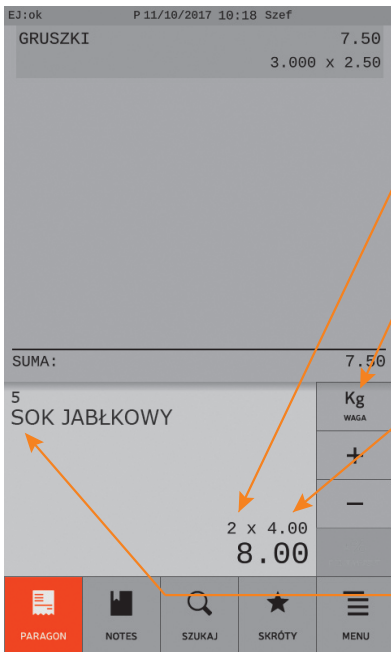 EJ:ok P 11/10/2017 10:18 Szef
GRUSZKI 7.50
3.000 x 2.50
SUMA: 7.50
5
SOK JABŁKOWY
Kg
WAGA
+
−
2 x 4.00
8.00
PARAGON NOTES SZUKAJ SKRÓTY MENU